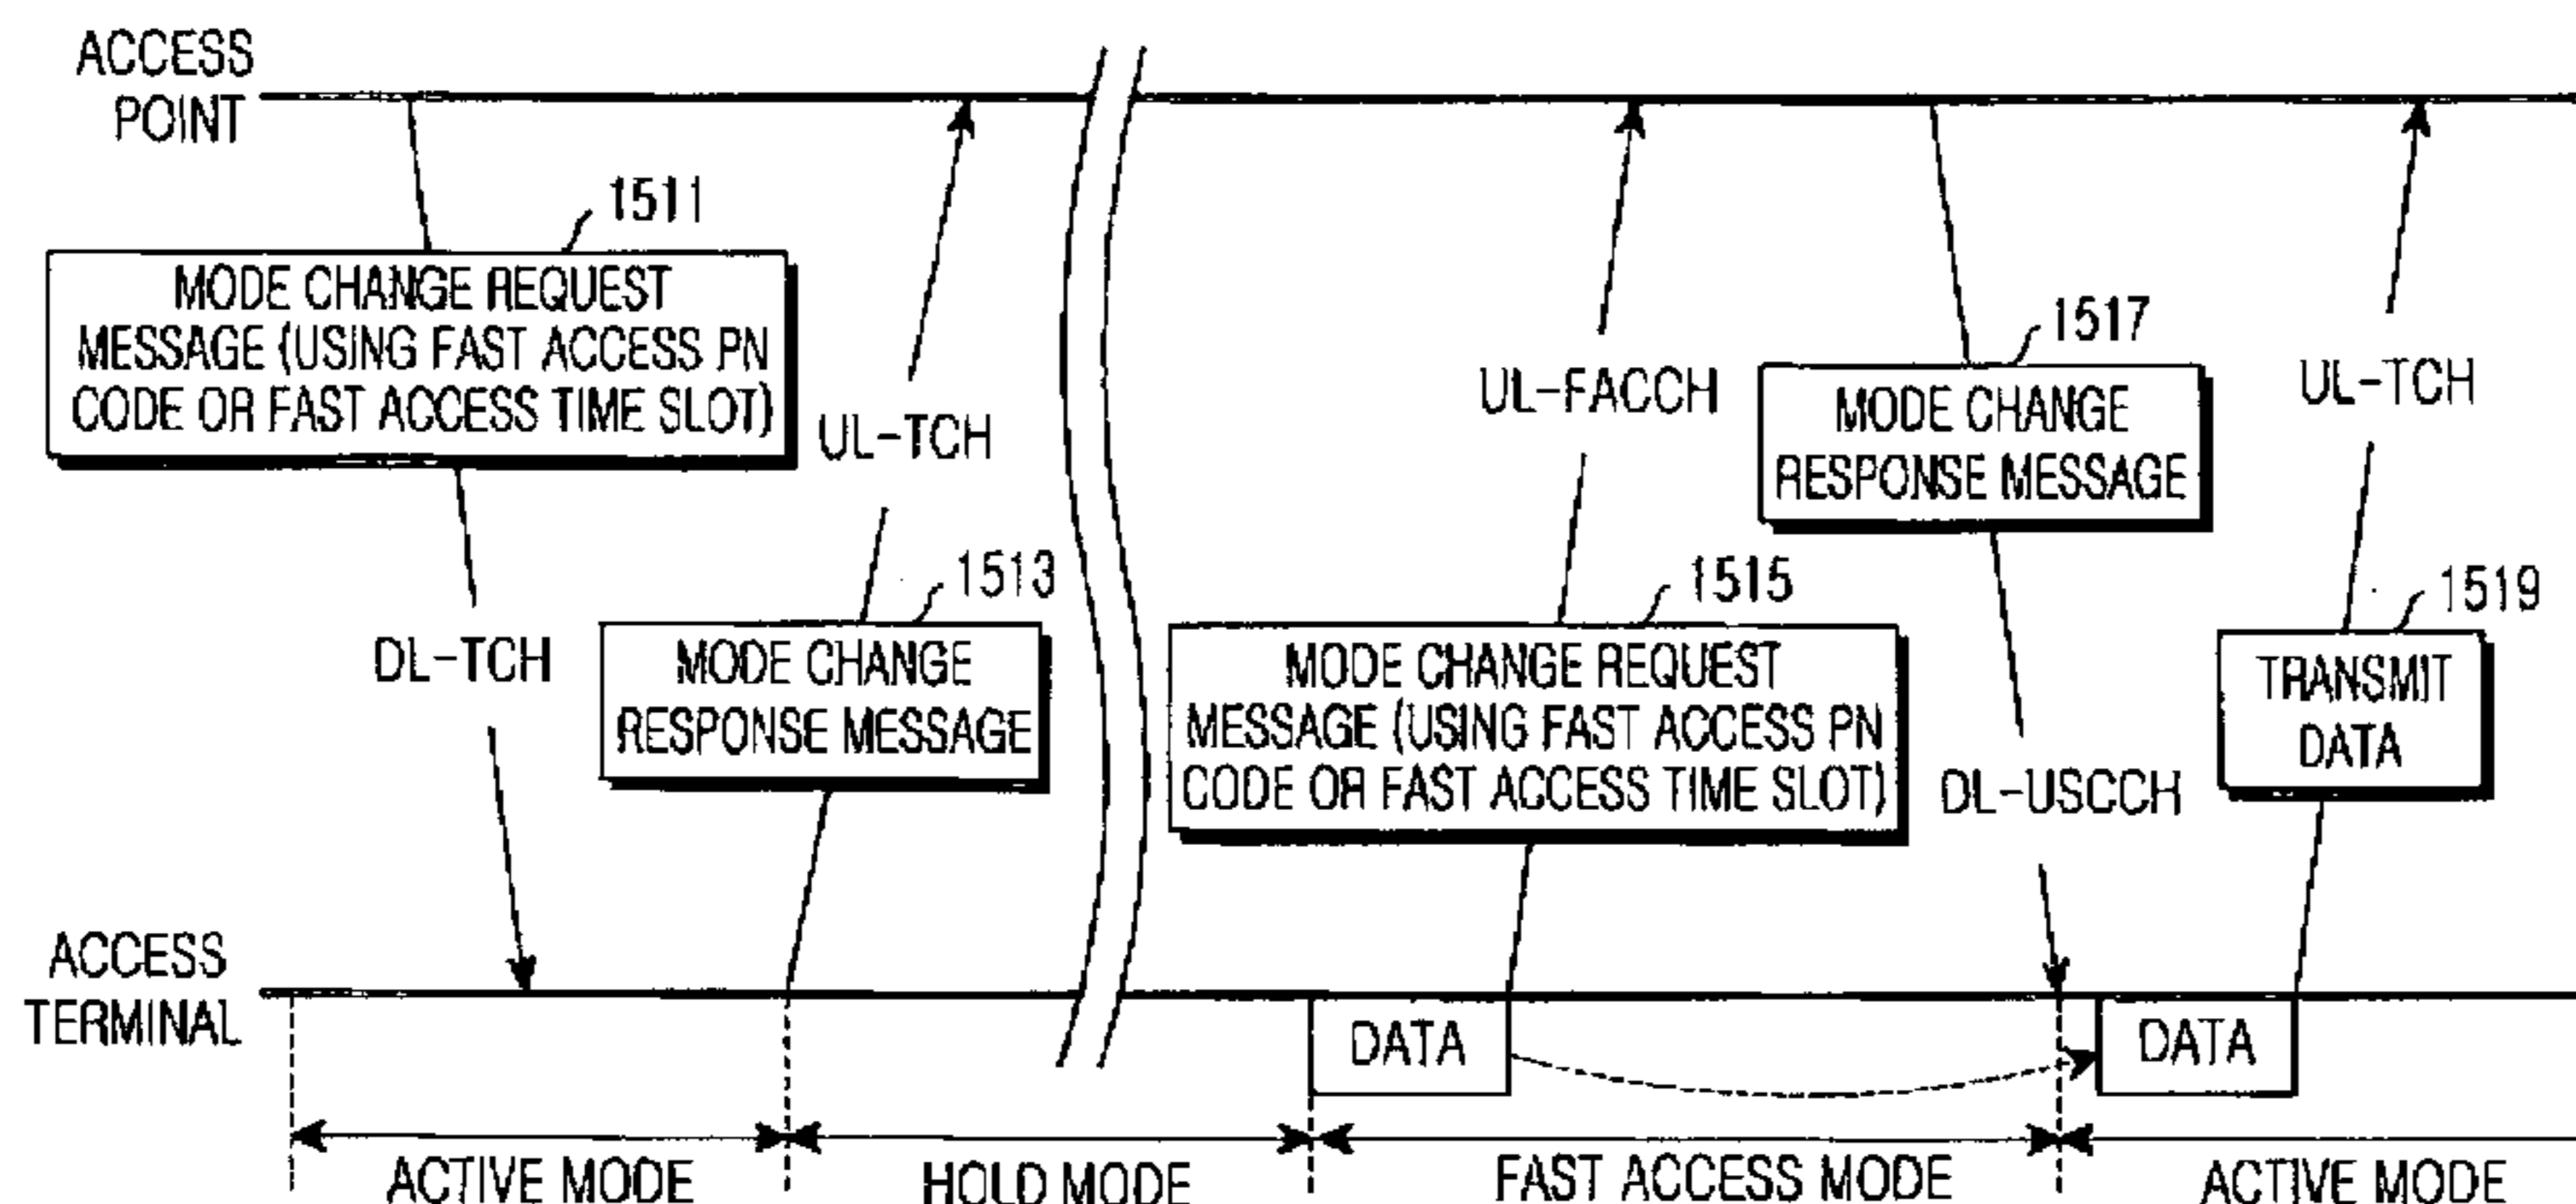 ACCESS
POINT
1511
MODE CHANGE REQUEST
MESSAGE (USING FAST ACCESS PN
CODE OR FAST ACCESS TIME SLOT)
DL-TCH
UL-TCH
1513
MODE CHANGE
RESPONSE MESSAGE
UL-FACCH
1515
MODE CHANGE REQUEST
MESSAGE (USING FAST ACCESS PN
CODE OR FAST ACCESS TIME SLOT)
1517
MODE CHANGE
RESPONSE MESSAGE
DL-USCCH
UL-TCH
1519
TRANSMIT
DATA
ACCESS
TERMINAL
DATA
DATA
ACTIVE MODE
HOLD MODE
FAST ACCESS MODE
ACTIVE MODE